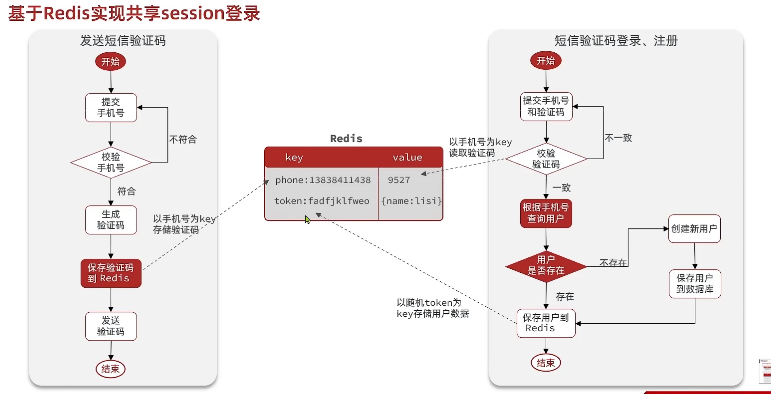 基于Redis实现共享session登录
发送短信验证码
开始
提交
手机号
不符合
校验
手机号
符合
生成
验证码
以手机号为key
存储验证码
保存验证码
到 Redis
发送
验证码
结束
Redis
key value
phone:13838411438 9527
token:fadfjklfweo {name:lisi}
以手机号为key
读取验证码
以随机token为
key存储用户数据
短信验证码登录、注册
开始
提交手机号
和验证码
不一致
校验
验证码
一致
根据手机号
查询用户
创建新用户
用户
是否存在
不存在
保存用户
到数据库
存在
保存用户到
Redis
结束